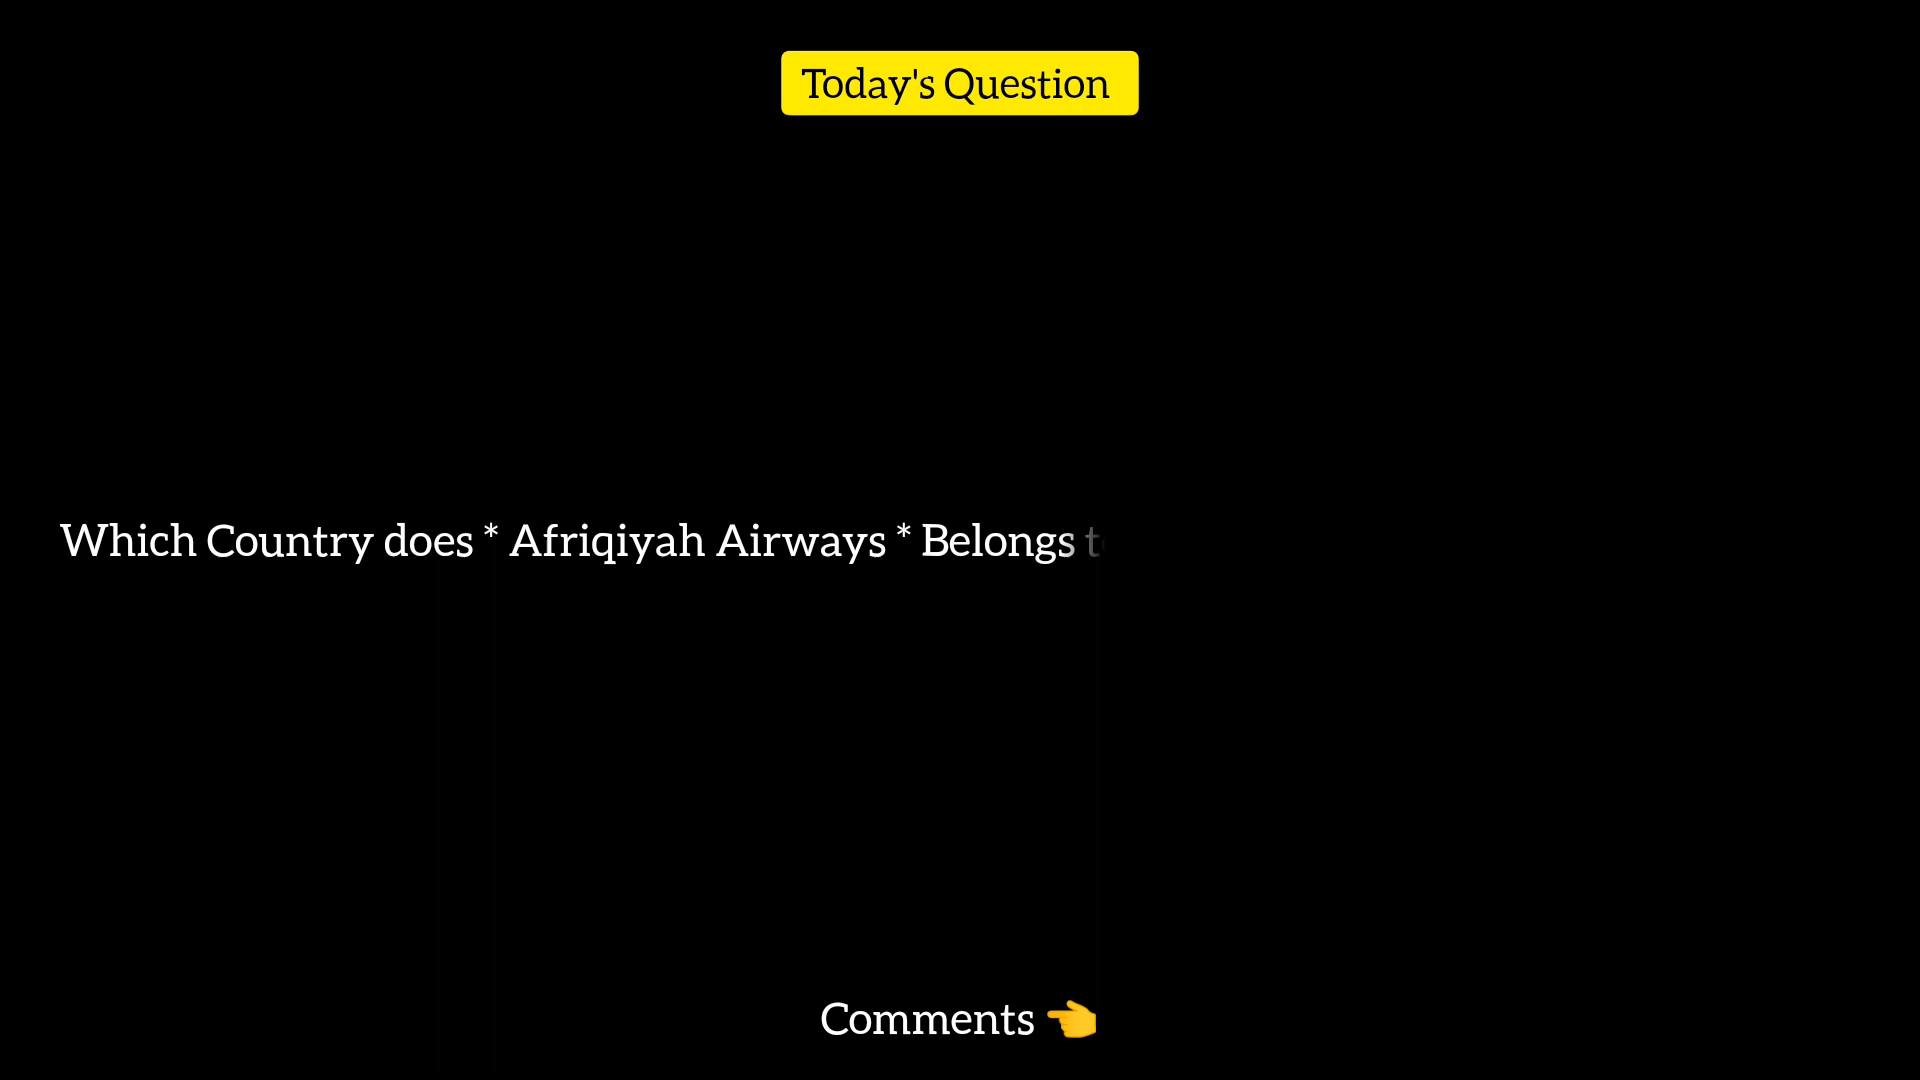 Today's Question
Which Country does * Afriqiyah Airways * Belongs
Comments 👈